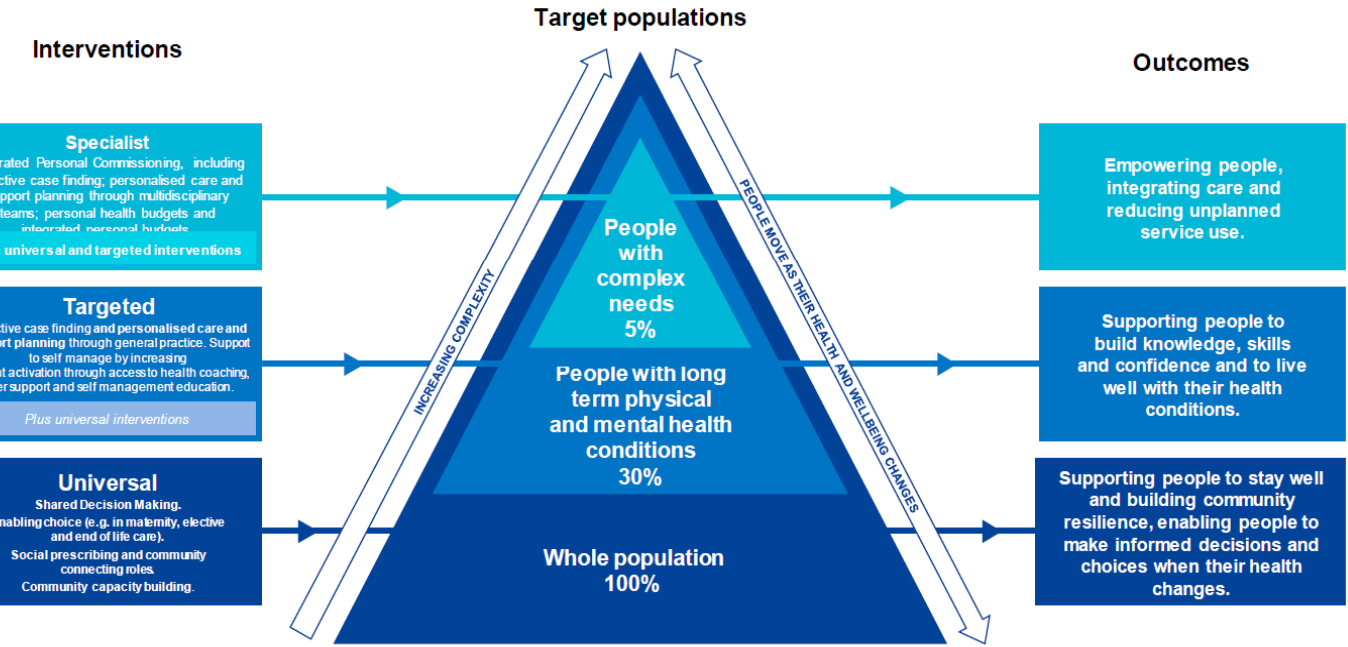 Target populations
Interventions
Outcomes
Specialist
Personal Commissioning, including
case finding; personalised care and
planning through multidisciplinary
teams; personal health budgets and
integrated personal budgets
universal and targeted interventions
Targeted
case finding and personalised care and
planning through general practice. Support
to self manage by increasing
activation through access to health coaching,
support and self management education.
Plus universal interventions
Universal
Shared Decision Making.
choice (e.g. in maternity, elective
and end of life care).
Social prescribing and community
connecting roles.
Community capacity building.
INCREASING COMPLEXITY
People
with
complex
needs
5%
People with long
term physical
and mental health
conditions
30%
Whole population
100%
PEOPLE MOVE AS THEIR HEALTH AND WELLBEING CHANGES
Empowering people,
integrating care and
reducing unplanned
service use.
Supporting people to
build knowledge, skills
and confidence and to live
well with their health
conditions.
Supporting people to stay well
and building community
resilience, enabling people to
make informed decisions and
choices when their health
changes.